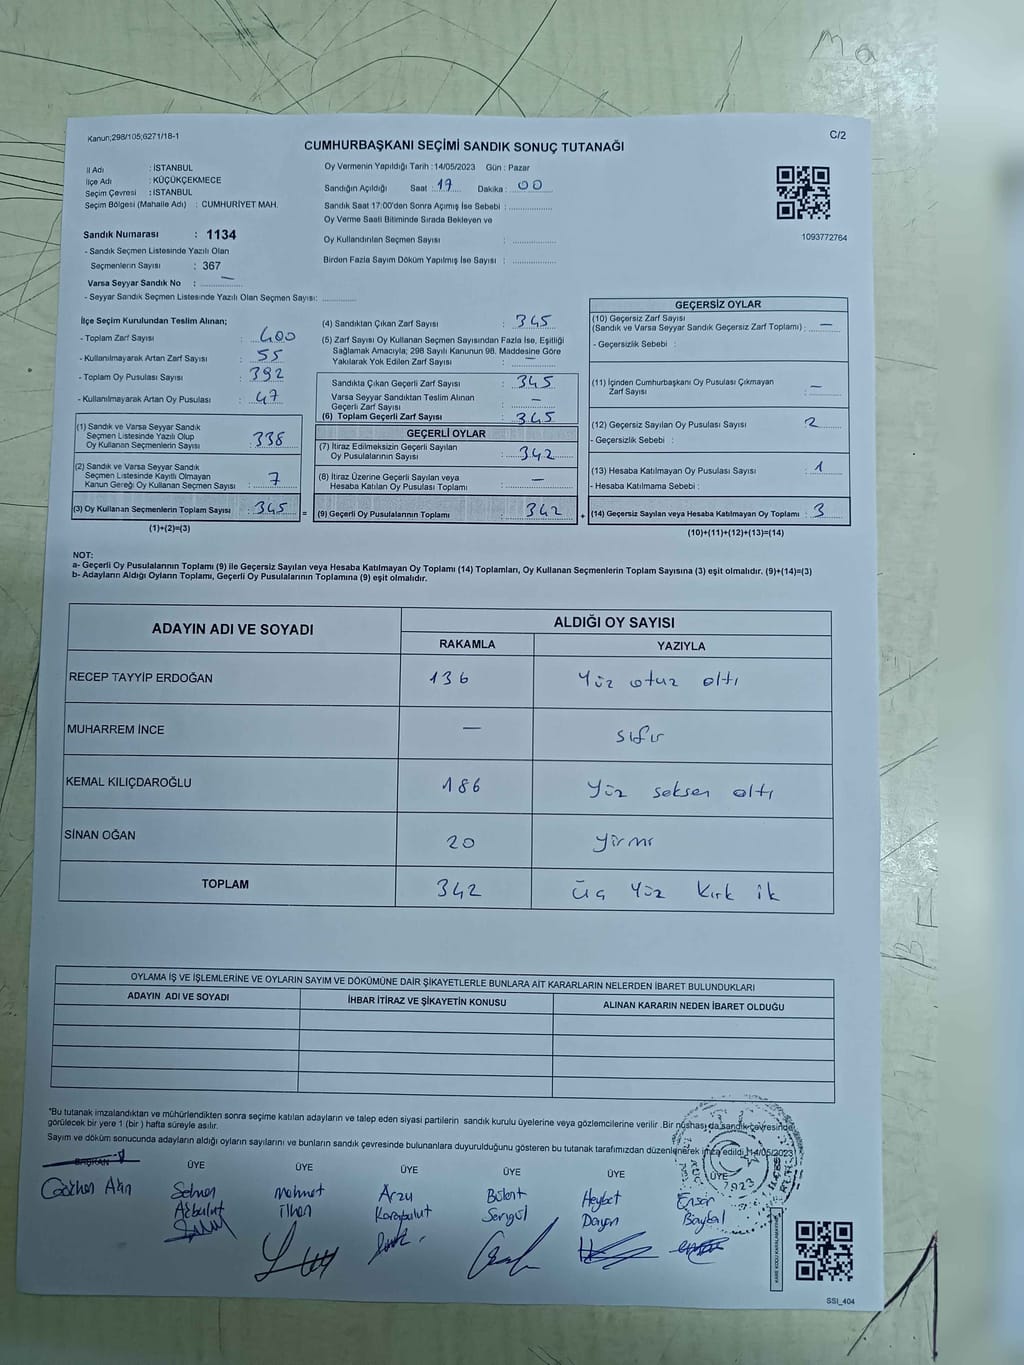 Kanun;298/105;6271/18-1
C/2
CUMHURBAŞKANI SEÇİMİ SANDIK SONUÇ TUTANAĞI
İl Adı : İSTANBUL
İlçe Adı : KÜÇÜKÇEKMECE
Seçim Çevresi : İSTANBUL
Seçim Bölgesi (Mahalle Adı) : CUMHURİYET MAH.
Sandık Numarası : 1134
- Sandık Seçmen Listesinde Yazılı Olan
Seçmenlerin Sayısı : 367
Varsa Seyyar Sandık No : —
- Seyyar Sandık Seçmen Listesinde Yazılı Olan Seçmen Sayısı:
Oy Vermenin Yapıldığı Tarih : 14/05/2023 Gün : Pazar
Sandığın Açıldığı Saat : 17 Dakika : 00
Sandık Saat 17:00'den Sonra Açımış İse Sebebi :
Oy Verme Saati Bitiminde Sırada Bekleyen ve
Oy Kullandırılan Seçmen Sayısı :
Birden Fazla Sayım Döküm Yapılmış İse Sayısı :
1093772764
İlçe Seçim Kurulundan Teslim Alınan;
- Toplam Zarf Sayısı : 400
- Kullanılmayarak Artan Zarf Sayısı : 55
- Toplam Oy Pusulası Sayısı : 392
- Kullanılmayarak Artan Oy Pusulası : 47
(1) Sandık ve Varsa Seyyar Sandık
Seçmen Listesinde Yazılı Olup
Oy Kullanan Seçmenlerin Sayısı : 338
(2) Sandık ve Varsa Seyyar Sandık
Seçmen Listesinde Kayıtlı Olmayan
Kanun Gereği Oy Kullanan Seçmen Sayısı : 7
(3) Oy Kullanan Seçmenlerin Toplam Sayısı : 345 =
(1)+(2)=(3)
(4) Sandıktan Çıkan Zarf Sayısı : 345
(5) Zarf Sayısı Oy Kullanan Seçmen Sayısından Fazla İse, Eşitliği
Sağlamak Amacıyla; 298 Sayılı Kanunun 98. Maddesine Göre
Yakılarak Yok Edilen Zarf Sayısı : —
Sandıkta Çıkan Geçerli Zarf Sayısı : 345
Varsa Seyyar Sandıktan Teslim Alınan
Geçerli Zarf Sayısı : —
(6) Toplam Geçerli Zarf Sayısı : 345
GEÇERLİ OYLAR
(7) İtiraz Edilmeksizin Geçerli Sayılan
Oy Pusulalarının Sayısı : 342
(8) İtiraz Üzerine Geçerli Sayılan veya
Hesaba Katılan Oy Pusulası Toplamı : —
(9) Geçerli Oy Pusulalarının Toplamı : 342 +
GEÇERSİZ OYLAR
(10) Geçersiz Zarf Sayısı
(Sandık ve Varsa Seyyar Sandık Geçersiz Zarf Toplamı) : —
- Geçersizlik Sebebi :
(11) İçinden Cumhurbaşkanı Oy Pusulası Çıkmayan
Zarf Sayısı : —
(12) Geçersiz Sayılan Oy Pusulası Sayısı : 2
- Geçersizlik Sebebi :
(13) Hesaba Katılmayan Oy Pusulası Sayısı : 1
- Hesaba Katılmama Sebebi :
(14) Geçersiz Sayılan veya Hesaba Katılmayan Oy Toplamı : 3
(10)+(11)+(12)+(13)=(14)
NOT:
a- Geçerli Oy Pusulalarının Toplamı (9) ile Geçersiz Sayılan veya Hesaba Katılmayan Oy Toplamı (14) Toplamları, Oy Kullanan Seçmenlerin Toplam Sayısına (3) eşit olmalıdır. (9)+(14)=(3)
b- Adayların Aldığı Oyların Toplamı, Geçerli Oy Pusulalarının Toplamına (9) eşit olmalıdır.
ADAYIN ADI VE SOYADI ALDIĞI OY SAYISI
RAKAMLA YAZIYLA
RECEP TAYYİP ERDOĞAN 136 Yüz otuz altı
MUHARREM İNCE — sıfır
KEMAL KILIÇDAROĞLU 186 Yüz seksen altı
SİNAN OĞAN 20 yirmi
TOPLAM 342 Üç Yüz Kırk ik
OYLAMA İŞ VE İŞLEMLERİNE VE OYLARIN SAYIM VE DÖKÜMÜNE DAİR ŞİKAYETLERLE BUNLARA AİT KARARLARIN NELERDEN İBARET BULUNDUKLARI
ADAYIN ADI VE SOYADI İHBAR İTİRAZ VE ŞİKAYETİN KONUSU ALINAN KARARIN NEDEN İBARET OLDUĞU
"Bu tutanak imzalandıktan ve mühürlendikten sonra seçime katılan adayların ve talep eden siyasi partilerin sandık kurulu üyelerine veya gözlemcilerine verilir .Bir nüshası da sandık çevresinde
görülecek bir yere 1 (bir ) hafta süreyle asılır.
Sayım ve döküm sonucunda adayların aldığı oyların sayılarını ve bunların sandık çevresinde bulunanlara duyurulduğunu gösteren bu tutanak tarafımızdan düzenlenerek imza edildi.14/05/2023
BAŞKAN ÜYE ÜYE ÜYE ÜYE ÜYE ÜYE
Gökhan Selman Mehmet Arzu Bülent Heybet Ensar
Akbulut İlhan Karabulut Sergül Dayan Baykal
1923
SSI_404